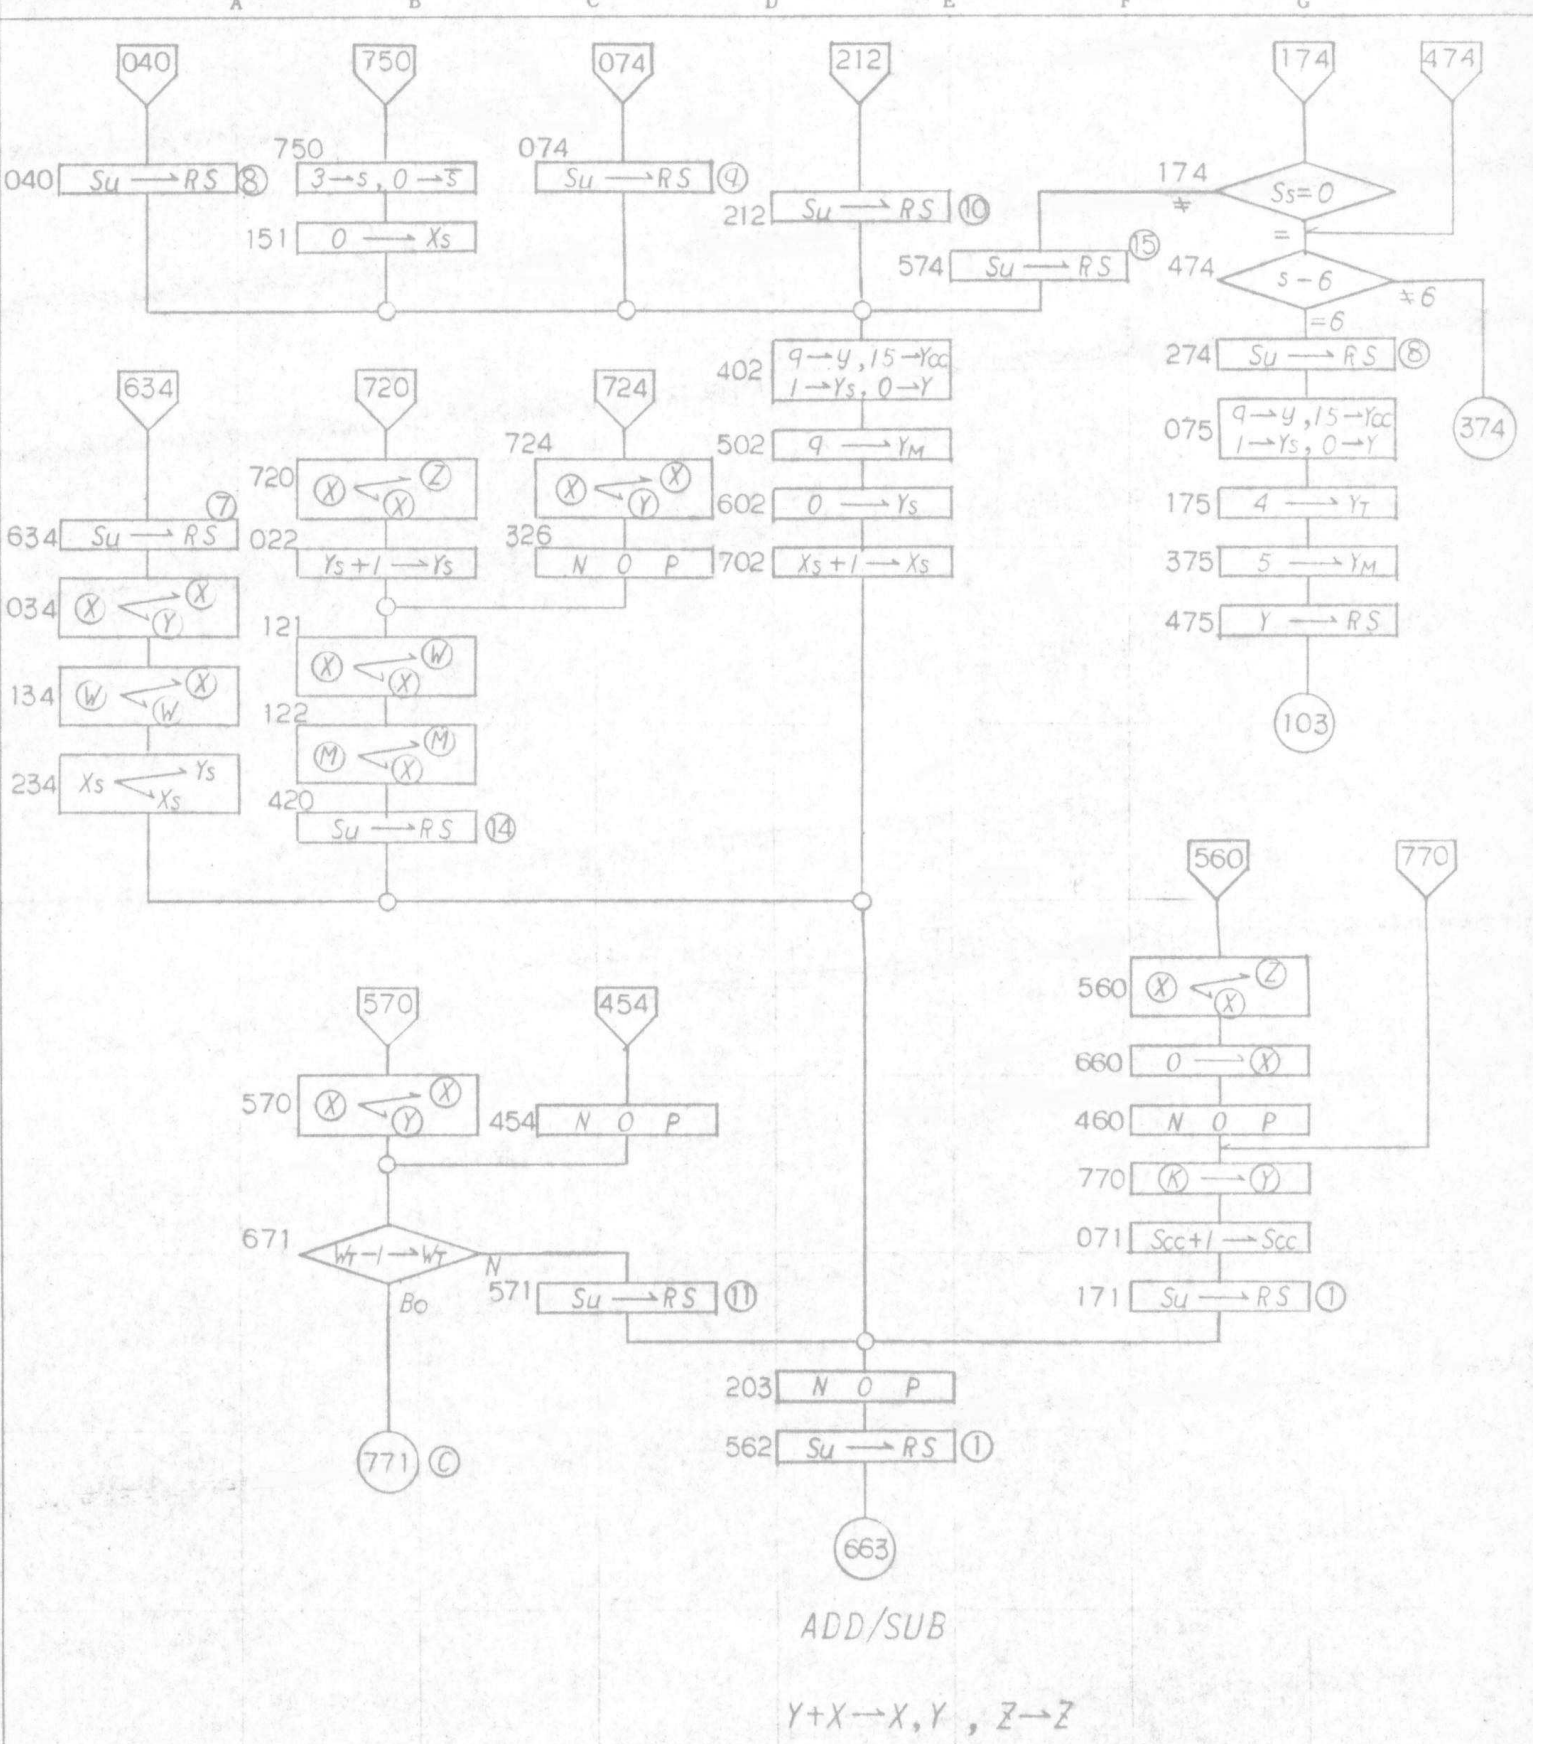 A B C D E F G
040 750 074 212 174 474
040 Su → RS ⑧
750
3→s, 0→s̅
151 0 → Xs
074
Su → RS ⑨
212 Su → RS ⑩
174 Ss=0
≠
=
574 Su → RS ⑮
474 s-6
≠6
=6
274 Su → RS ⑧
374
634 720 724
402 9→y, 15→Ycc
1→Ys, 0→Y
502 9 → YM
602 0 → Ys
702 Xs+1 → Xs
075 9→y, 15→Ycc
1→Ys, 0→Y
175 4 → YT
375 5 → YM
475 Y → RS
103
634 Su → RS ⑦
034 Ⓧ Ⓧ
Ⓨ
134 Ⓦ Ⓧ
Ⓦ
234 Xs Ys
Xs
720 Ⓧ Ⓩ
Ⓧ
022 Ys+1 → Ys
724 Ⓧ Ⓧ
Ⓨ
326 N O P
121 Ⓧ Ⓦ
Ⓧ
122 Ⓜ Ⓜ
Ⓧ
420 Su → RS ⑭
560 770
560 Ⓧ Ⓩ
Ⓧ
660 0 → Ⓧ
460 N O P
770 Ⓚ → Ⓨ
071 Scc+1 → Scc
171 Su → RS ①
570 454
570 Ⓧ Ⓧ
Ⓨ
454 N O P
671 WT-1→WT
N
Bo
571 Su → RS ⑪
771 Ⓒ
203 N O P
562 Su → RS ①
663
ADD/SUB
Y+X→X,Y , Z→Z